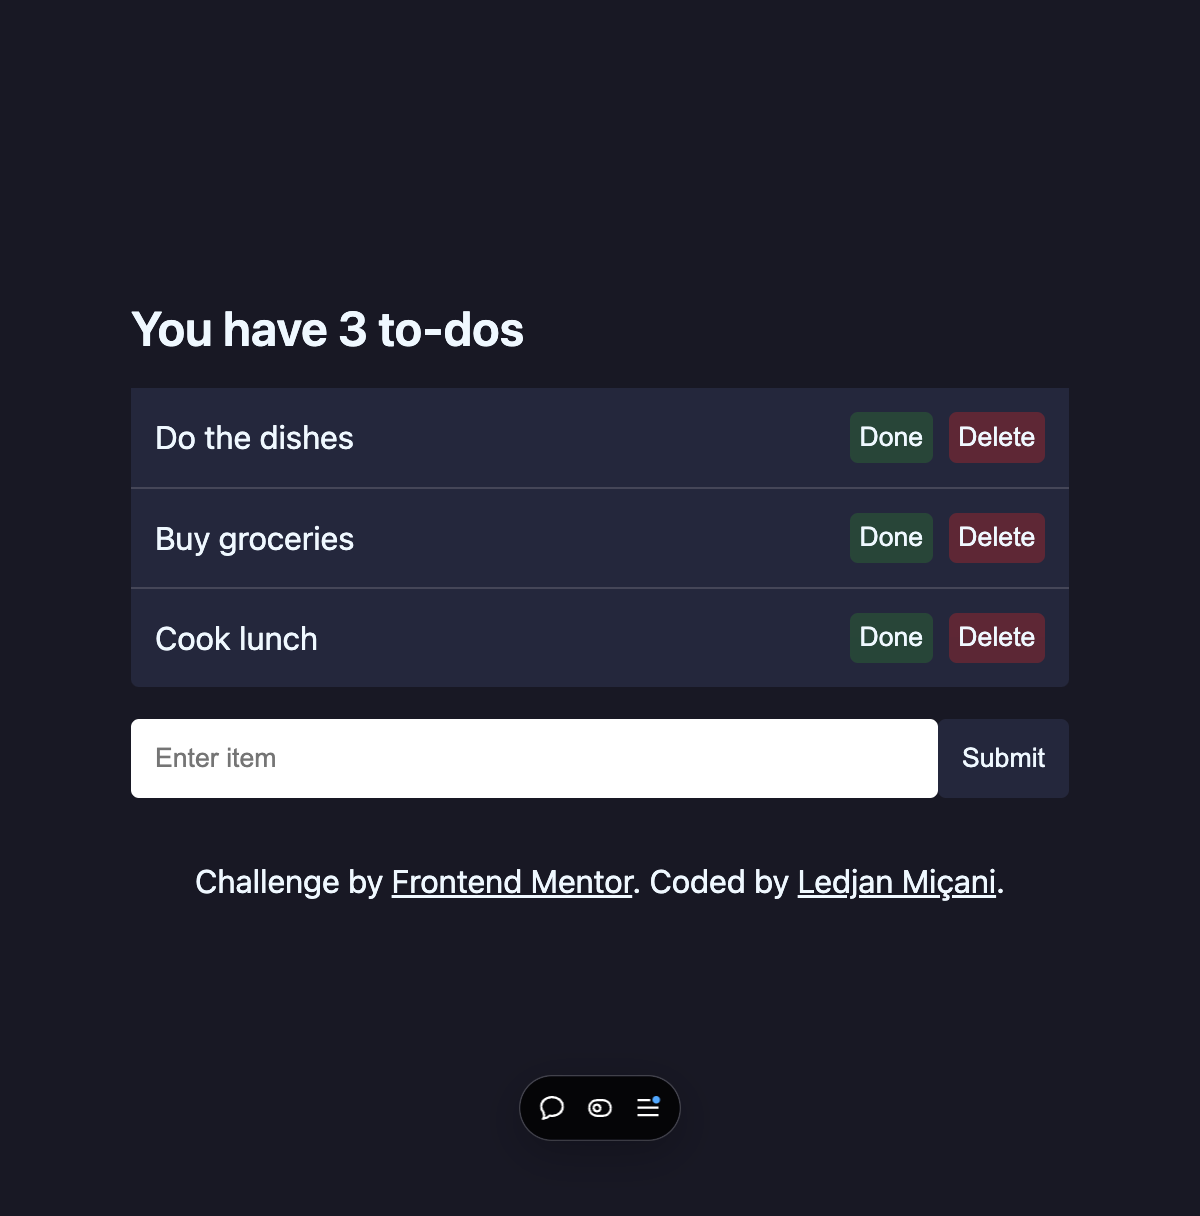 You have 3 to-dos
Do the dishes Done Delete
Buy groceries Done Delete
Cook lunch Done Delete
Enter item Submit
Challenge by Frontend Mentor. Coded by Ledjan Miçani.